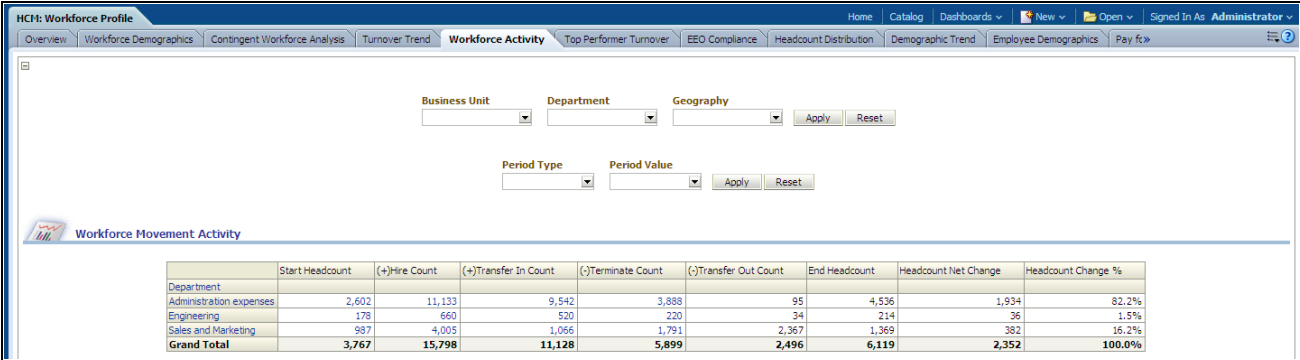 HCM: Workforce Profile Home Catalog Dashboards New Open Signed In As Administrator
Overview Workforce Demographics Contingent Workforce Analysis Turnover Trend Workforce Activity Top Performer Turnover EEO Compliance Headcount Distribution Demographic Trend Employee Demographics Pay fc»
Business Unit Department Geography
Apply Reset
Period Type Period Value
Apply Reset
Workforce Movement Activity
Start Headcount (+)Hire Count (+)Transfer In Count (-)Terminate Count (-)Transfer Out Count End Headcount Headcount Net Change Headcount Change %
Department
Administration expenses 2,602 11,133 9,542 3,888 95 4,536 1,934 82.2%
Engineering 178 660 520 220 34 214 36 1.5%
Sales and Marketing 987 4,005 1,066 1,791 2,367 1,369 382 16.2%
Grand Total 3,767 15,798 11,128 5,899 2,496 6,119 2,352 100.0%